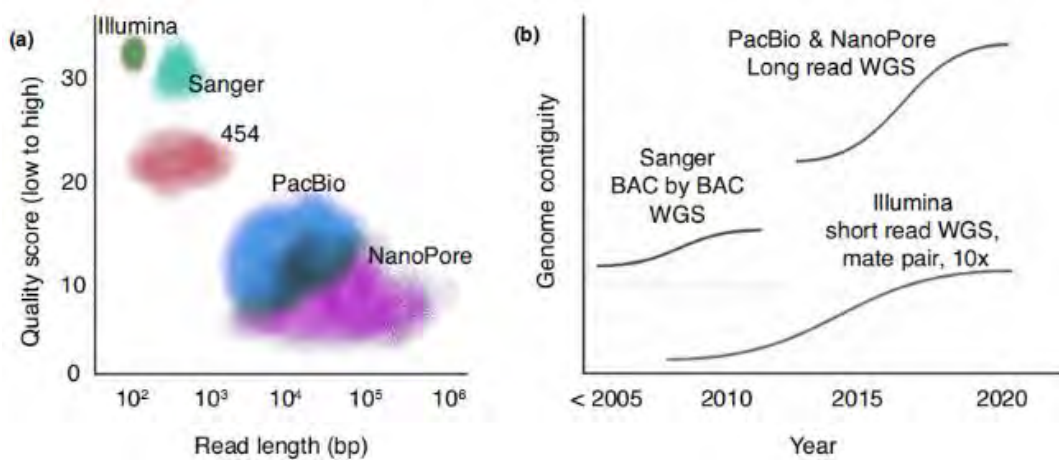 (a)
Illumina
Sanger
454
PacBio
NanoPore
Quality score (low to high)
30
20
10
0
10² 10³ 10⁴ 10⁵ 10⁶
Read length (bp)
(b)
PacBio & NanoPore
Long read WGS
Sanger
BAC by BAC
WGS
Illumina
short read WGS,
mate pair, 10x
Genome contiguity
< 2005 2010 2015 2020
Year